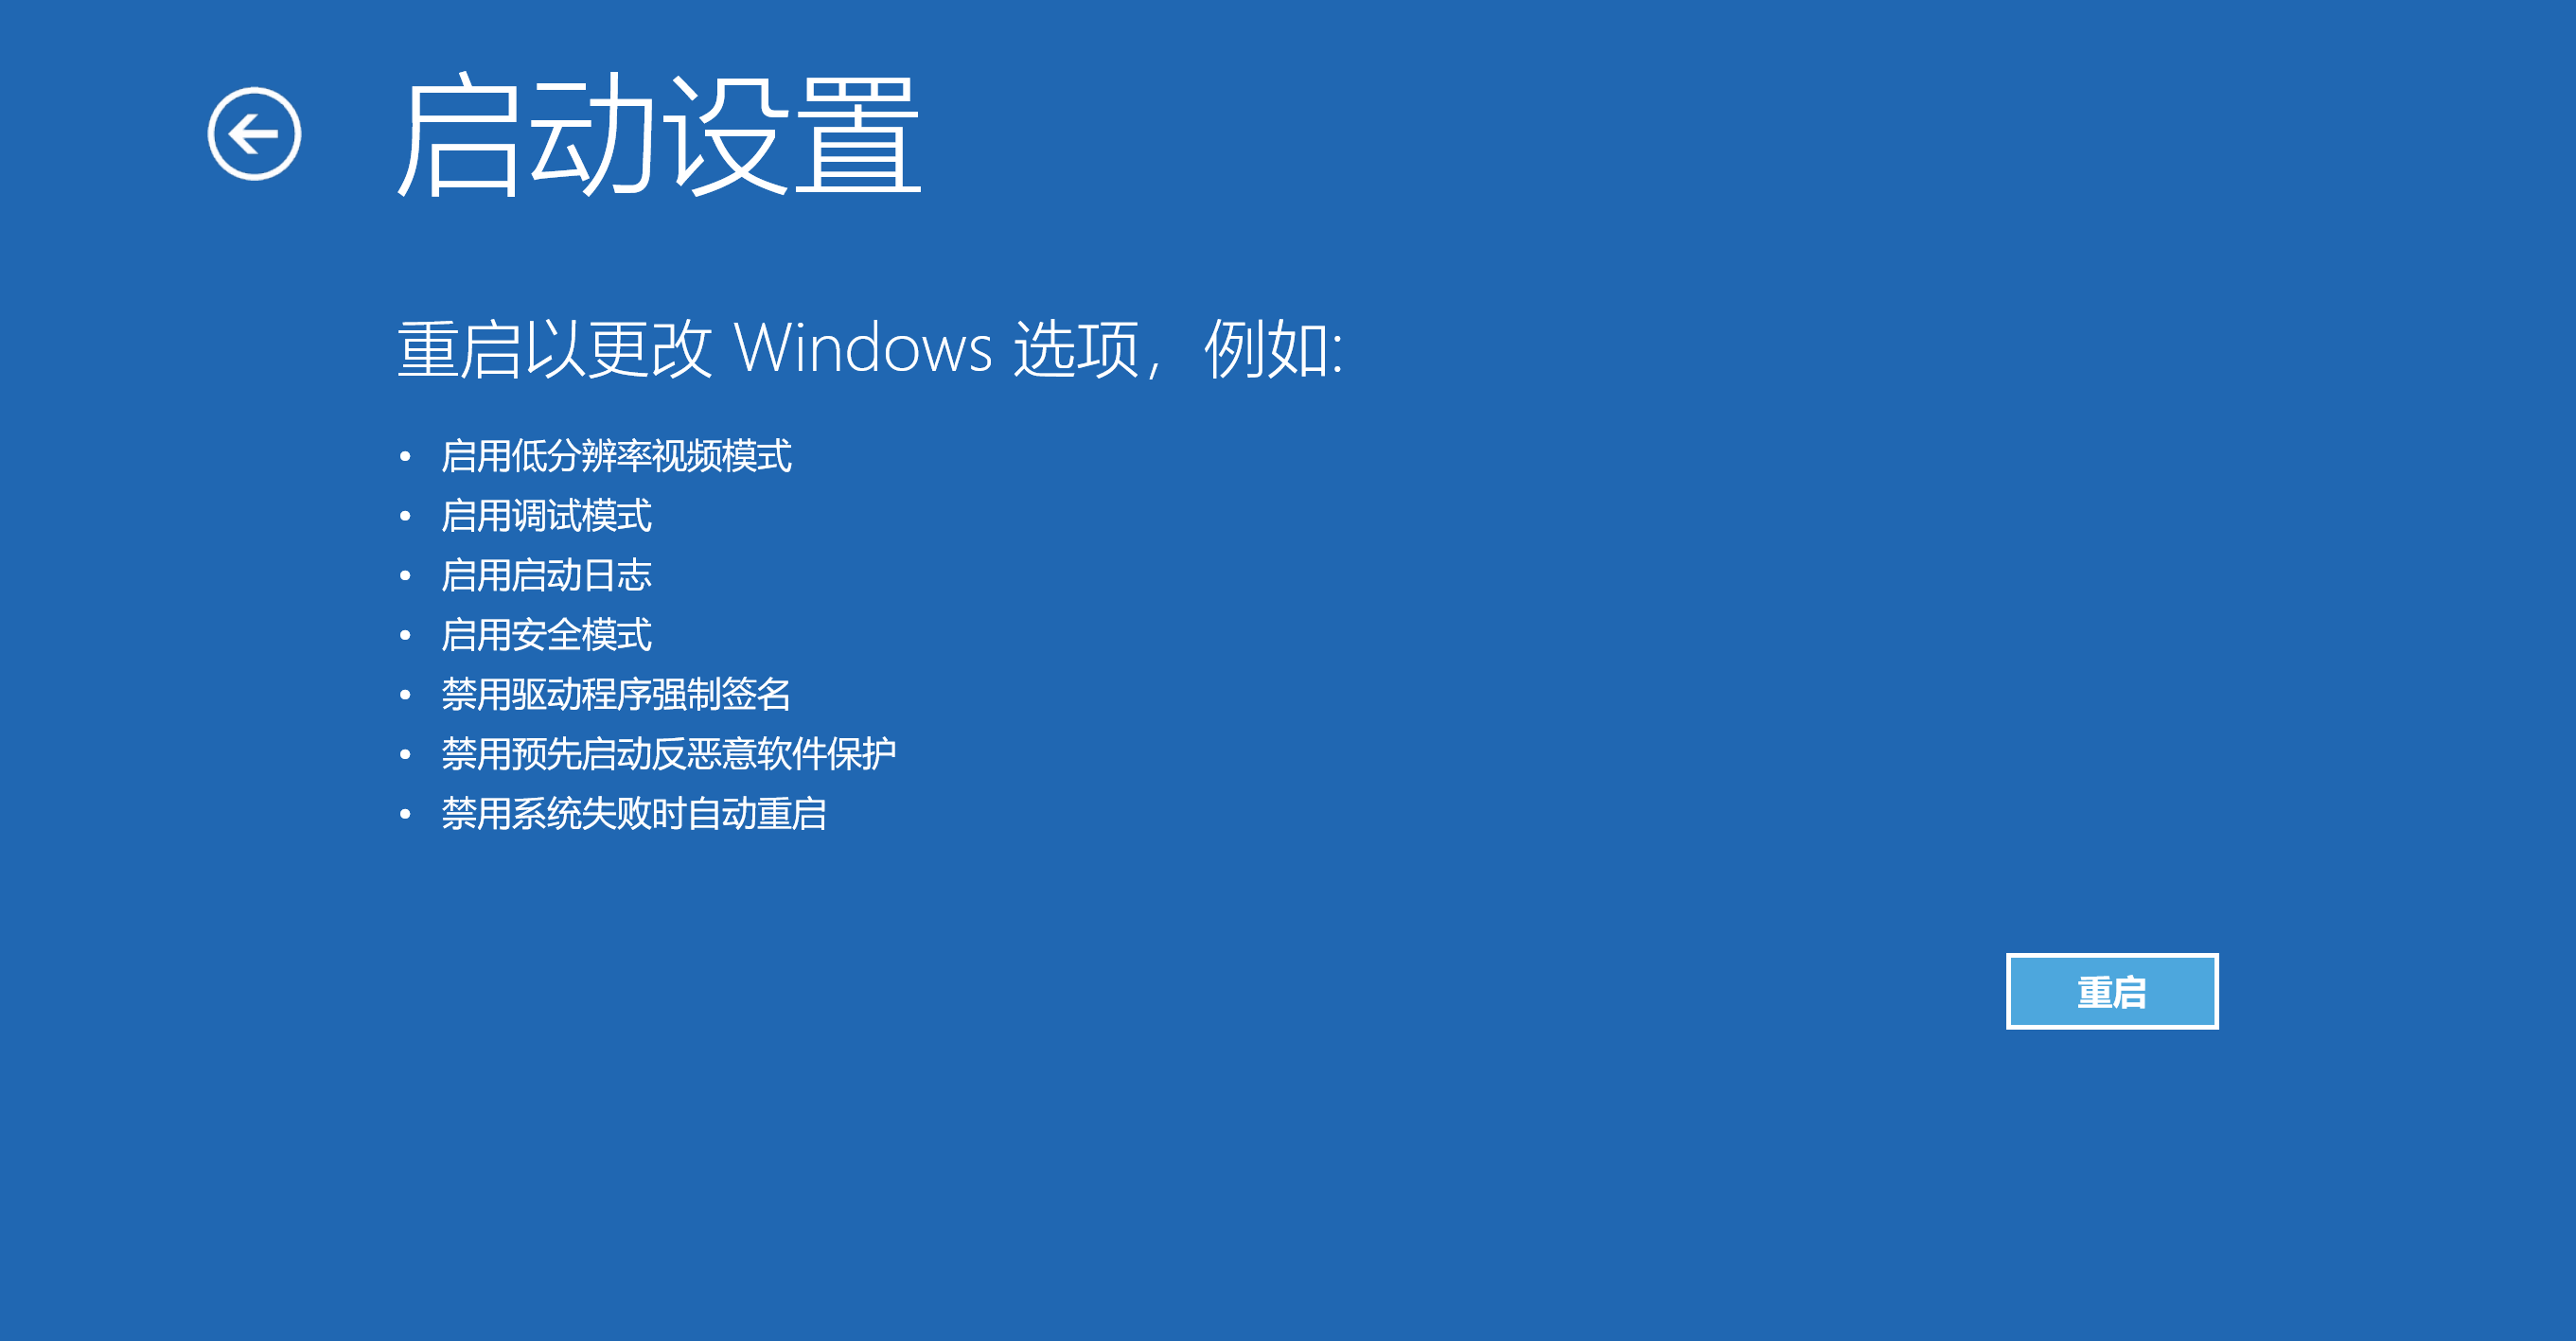 启动设置
重启以更改 Windows 选项，例如:
• 启用低分辨率视频模式
• 启用调试模式
• 启用启动日志
• 启用安全模式
• 禁用驱动程序强制签名
• 禁用预先启动反恶意软件保护
• 禁用系统失败时自动重启
重启